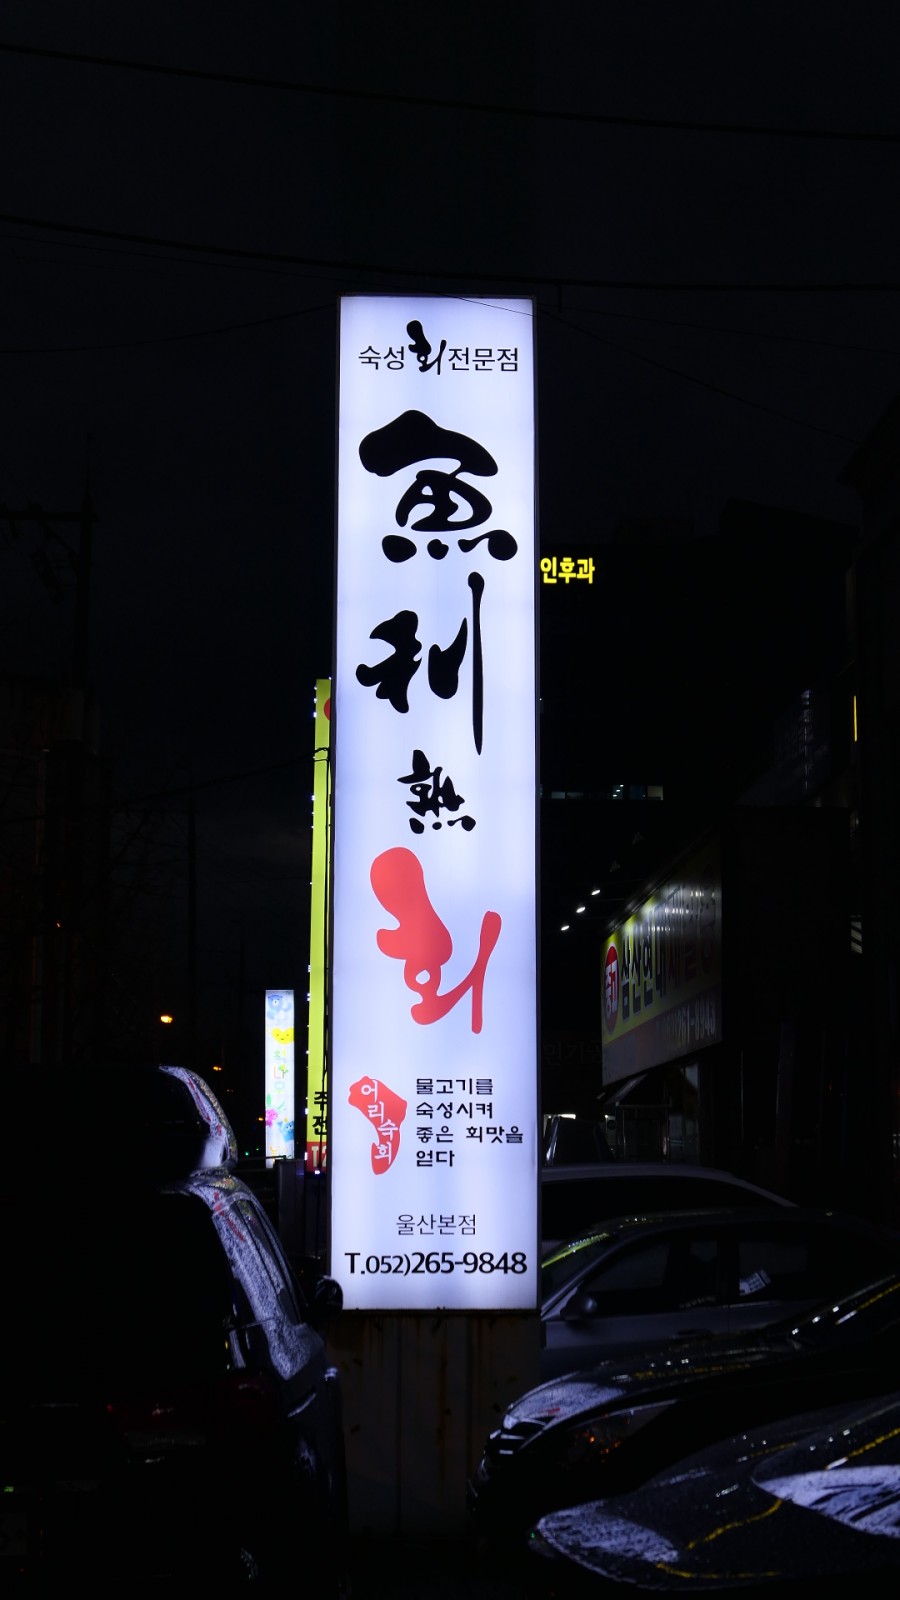 숙성회전문점
魚
利
熟
회
어리숙회
물고기를
숙성시켜
좋은 회맛을
얻다
울산본점
T.052)265-9848
인후과